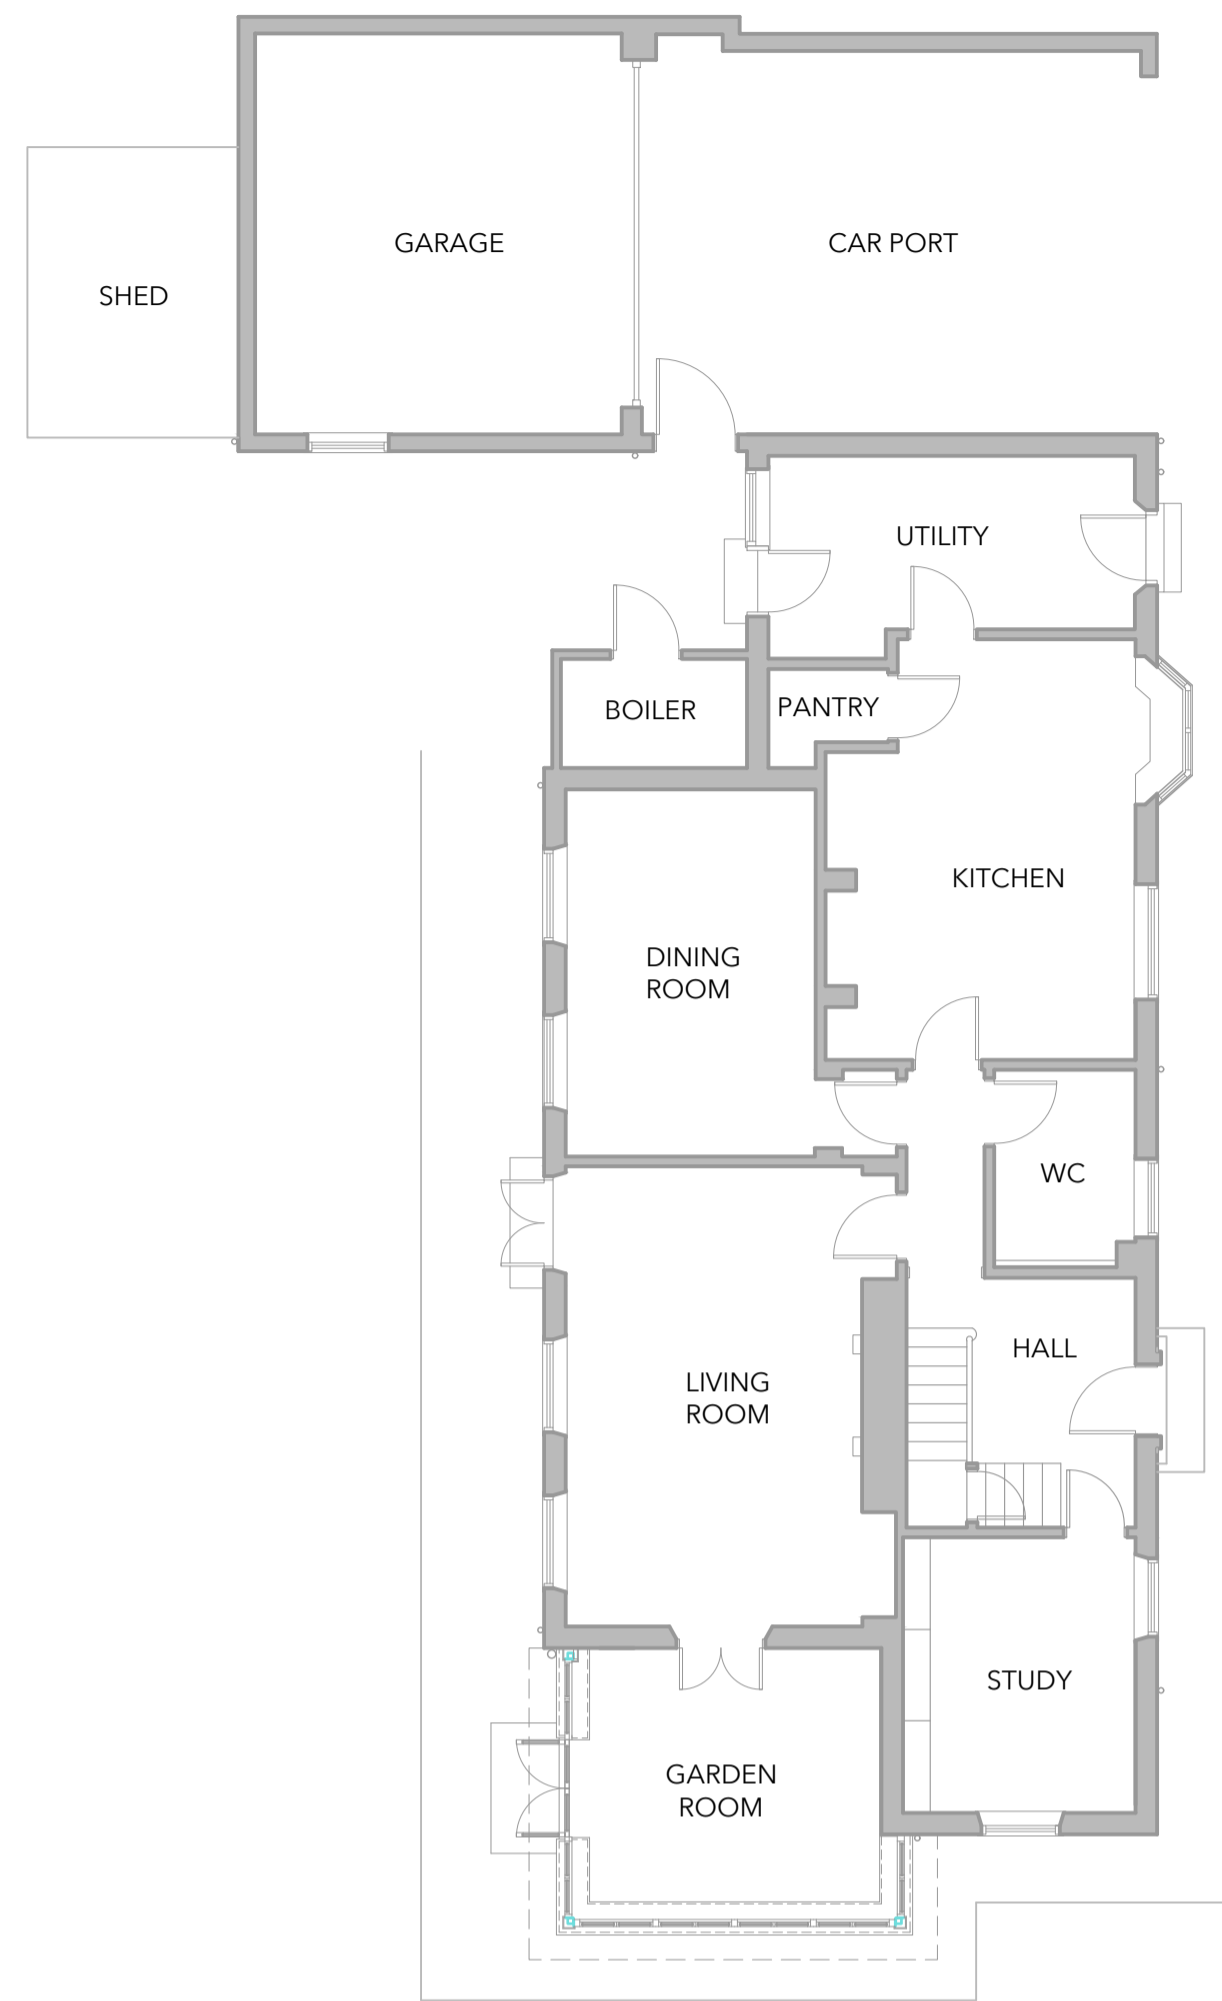 GARAGE
CAR PORT
SHED
UTILITY
BOILER
PANTRY
KITCHEN
DINING
ROOM
WC
HALL
LIVING
ROOM
STUDY
GARDEN
ROOM